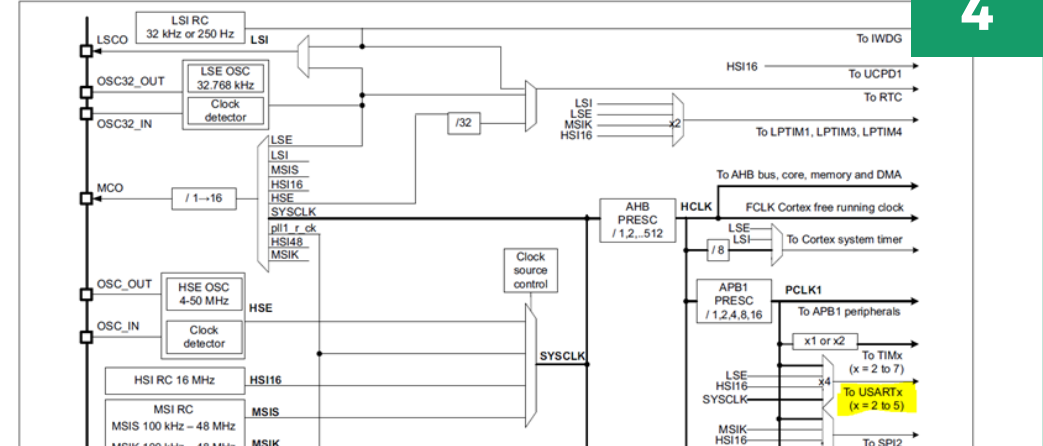 4
LSI RC
32 kHz or 250 Hz
LSI
LSCO
To IWDG
HSI16
To UCPD1
OSC32_OUT
LSE OSC
32.768 kHz
Clock
detector
OSC32_IN
To RTC
/32
LSI
LSE
MSIK
HSI16
x2
To LPTIM1, LPTIM3, LPTIM4
LSE
LSI
MSIS
HSI16
HSE
SYSCLK
pll1_r_ck
HSI48
MSIK
MCO
/ 1→16
To AHB bus, core, memory and DMA
AHB
PRESC
/ 1,2,..512
HCLK
FCLK Cortex free running clock
LSE
LSI
/ 8
To Cortex system timer
Clock
source
control
OSC_OUT
HSE OSC
4-50 MHz
HSE
OSC_IN
Clock
detector
APB1
PRESC
/ 1,2,4,8,16
PCLK1
To APB1 peripherals
x1 or x2
To TIMx
(x = 2 to 7)
SYSCLK
HSI RC 16 MHz
HSI16
LSE
HSI16
SYSCLK
x4
To USARTx
(x = 2 to 5)
MSI RC
MSIS 100 kHz – 48 MHz
MSIK 100 kHz – 48 MHz
MSIS
MSIK
MSIK
HSI16
To SPI2